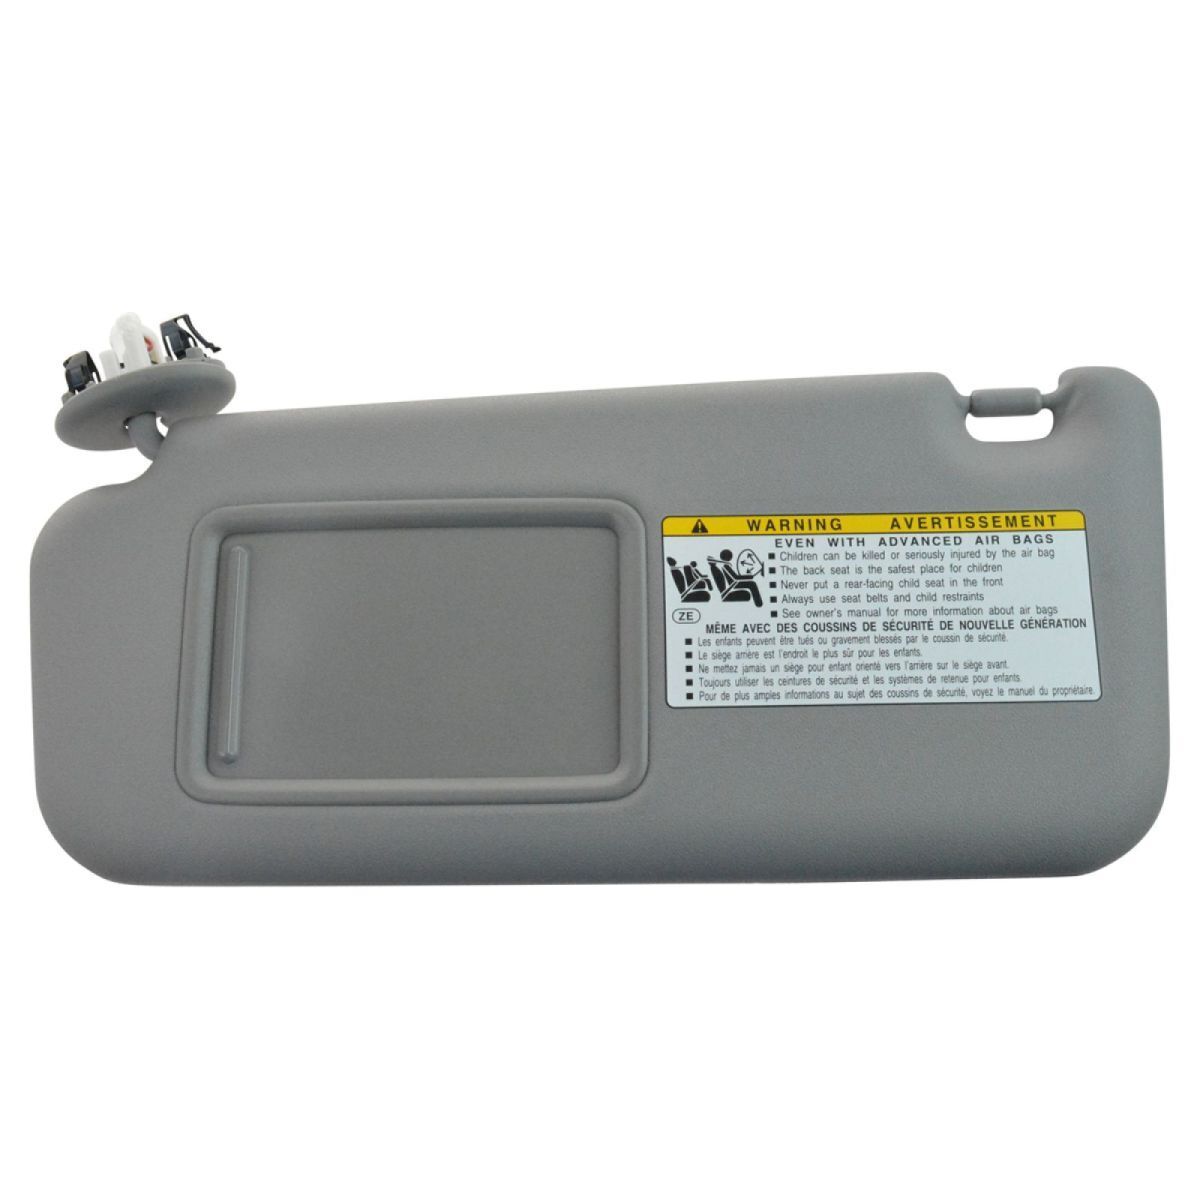 WARNING AVERTISSEMENT
EVEN WITH ADVANCED AIR BAGS
■ Children can be killed or seriously injured by the air bag
■ The back seat is the safest place for children
■ Never put a rear-facing child seat in the front
■ Always use seat belts and child restraints
■ See owner's manual for more information about air bags
ZE
MÊME AVEC DES COUSSINS DE SÉCURITÉ DE NOUVELLE GÉNÉRATION
■ Les enfants peuvent être tués ou gravement blessés par le coussin de sécurité.
■ Le siège arrière est l'endroit le plus sûr pour les enfants.
■ Ne mettez jamais un siège pour enfant orienté vers l'arrière sur le siège avant.
■ Toujours utiliser les ceintures de sécurité et les systèmes de retenue pour enfants.
■ Pour de plus amples informations au sujet des coussins de sécurité, voyez le manuel du propriétaire.